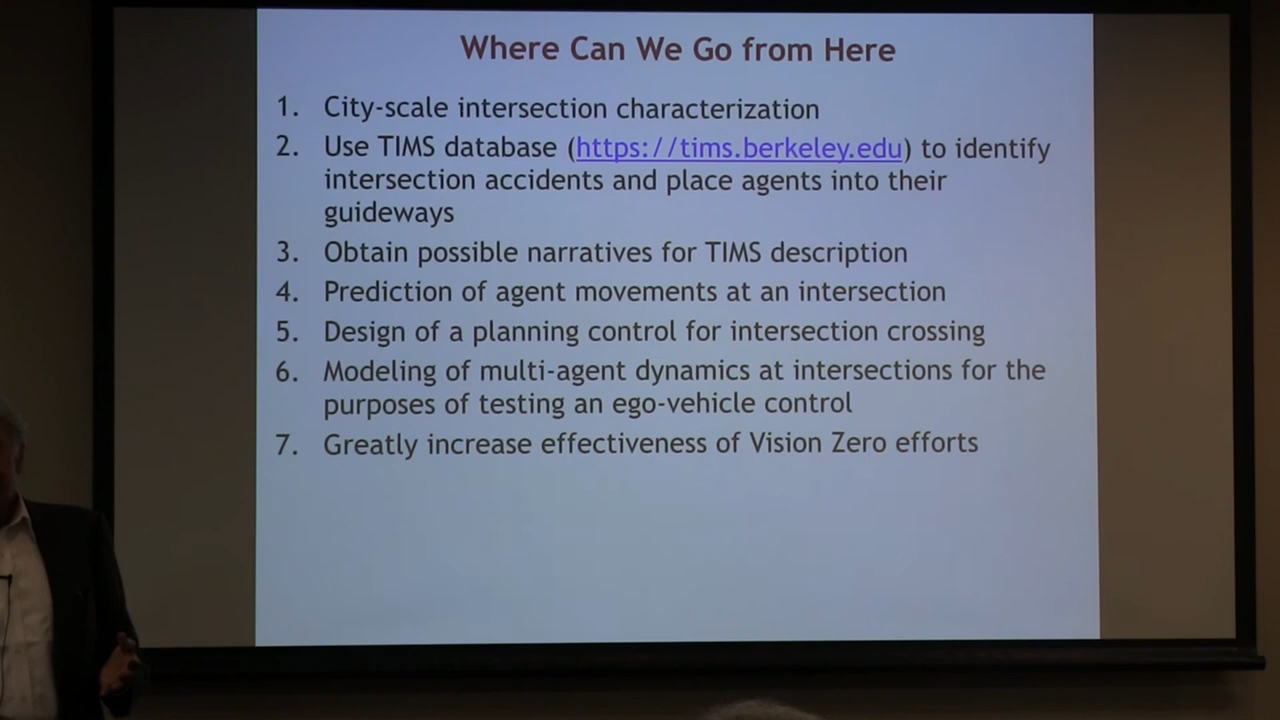 Where Can We Go from Here
1. City-scale intersection characterization
2. Use TIMS database (https://tims.berkeley.edu) to identify
intersection accidents and place agents into their
guideways
3. Obtain possible narratives for TIMS description
4. Prediction of agent movements at an intersection
5. Design of a planning control for intersection crossing
6. Modeling of multi-agent dynamics at intersections for the
purposes of testing an ego-vehicle control
7. Greatly increase effectiveness of Vision Zero efforts